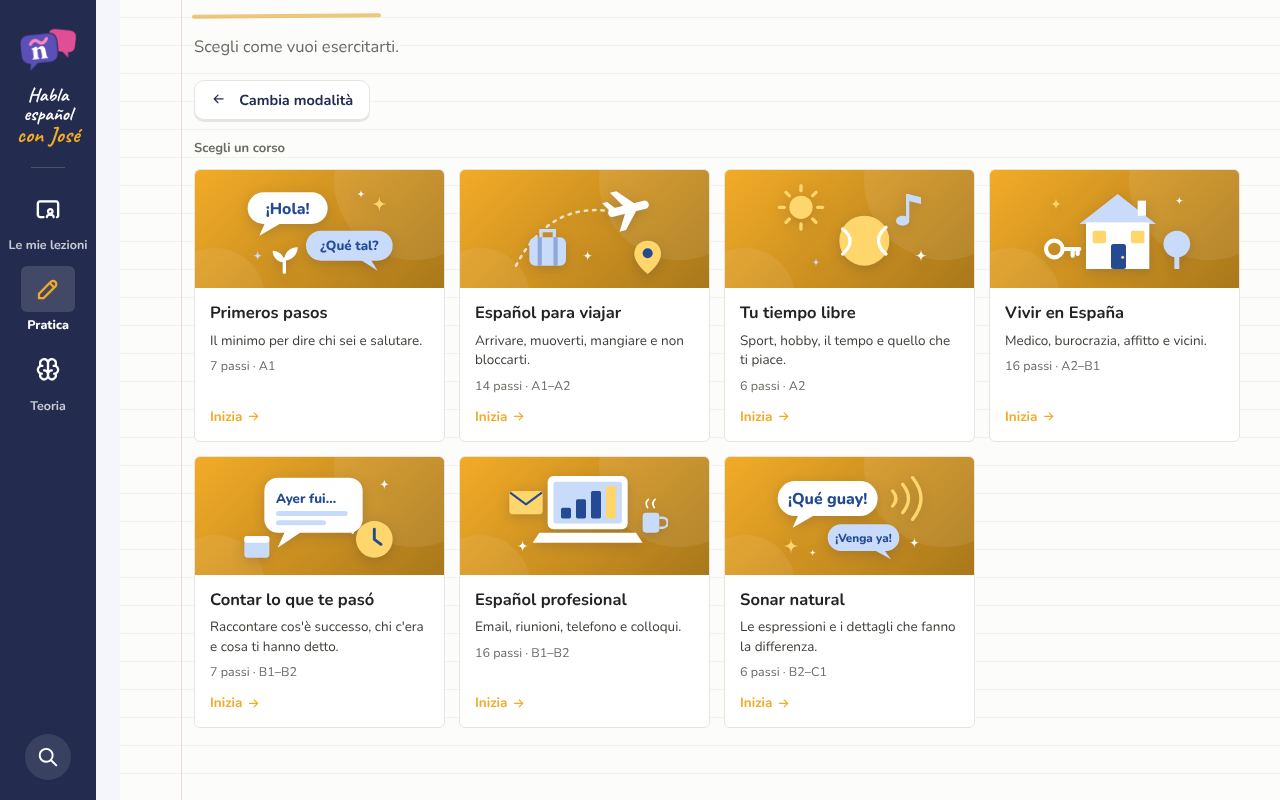 ñ
Habla
español
con José
Le mie lezioni
Pratica
Teoria
Scegli come vuoi esercitarti.
← Cambia modalità
Scegli un corso
¡Hola!
¿Qué tal?
Primeros pasos
Il minimo per dire chi sei e salutare.
7 passi · A1
Inizia →
Español para viajar
Arrivare, muoverti, mangiare e non
bloccarti.
14 passi · A1–A2
Inizia →
Tu tiempo libre
Sport, hobby, il tempo e quello che
ti piace.
6 passi · A2
Inizia →
Vivir en España
Medico, burocrazia, affitto e vicini.
16 passi · A2–B1
Inizia →
Ayer fui...
Contar lo que te pasó
Raccontare cos'è successo, chi c'era
e cosa ti hanno detto.
7 passi · B1–B2
Inizia →
Español profesional
Email, riunioni, telefono e colloqui.
16 passi · B1–B2
Inizia →
¡Qué guay!
¡Venga ya!
Sonar natural
Le espressioni e i dettagli che fanno
la differenza.
6 passi · B2–C1
Inizia →